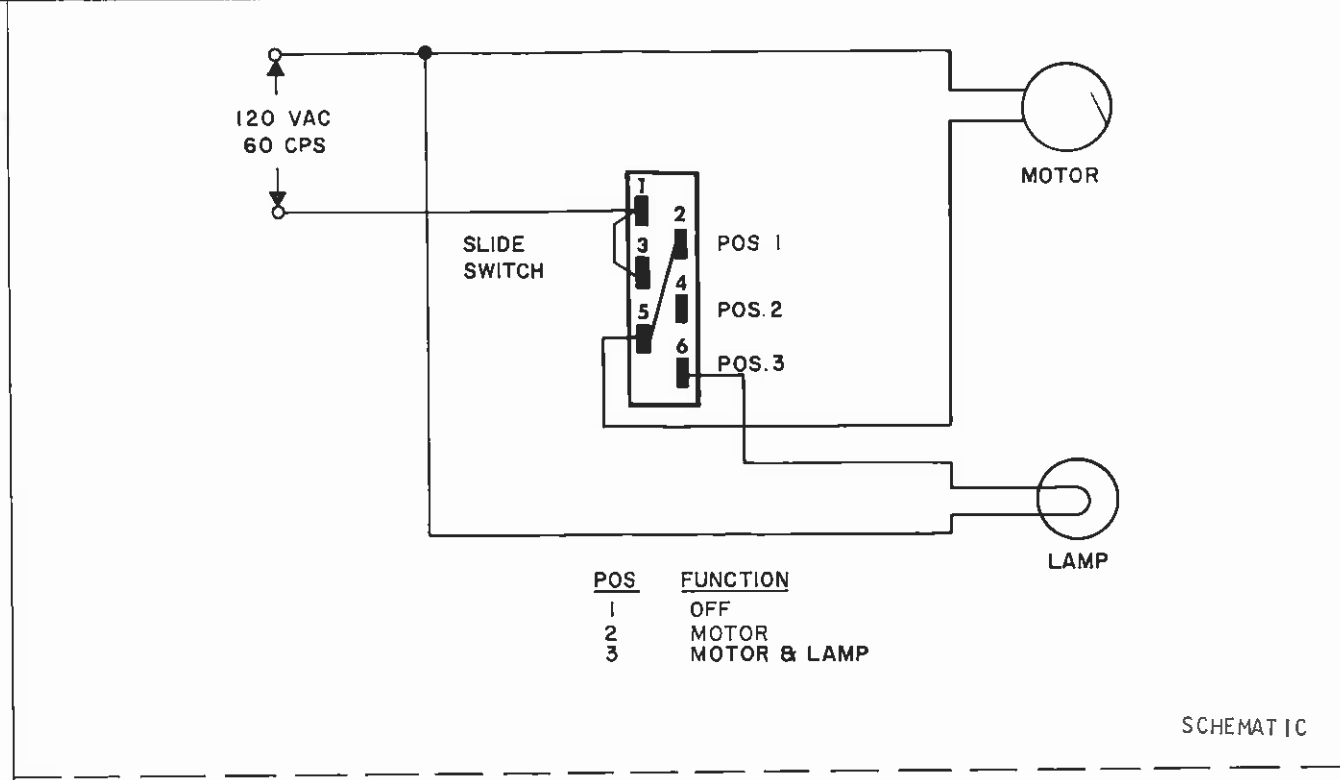 120 VAC
60 CPS
MOTOR
1
2
POS 1
SLIDE
SWITCH
3
4
POS. 2
5
6
POS. 3
LAMP
POS FUNCTION
1 OFF
2 MOTOR
3 MOTOR & LAMP
SCHEMATIC